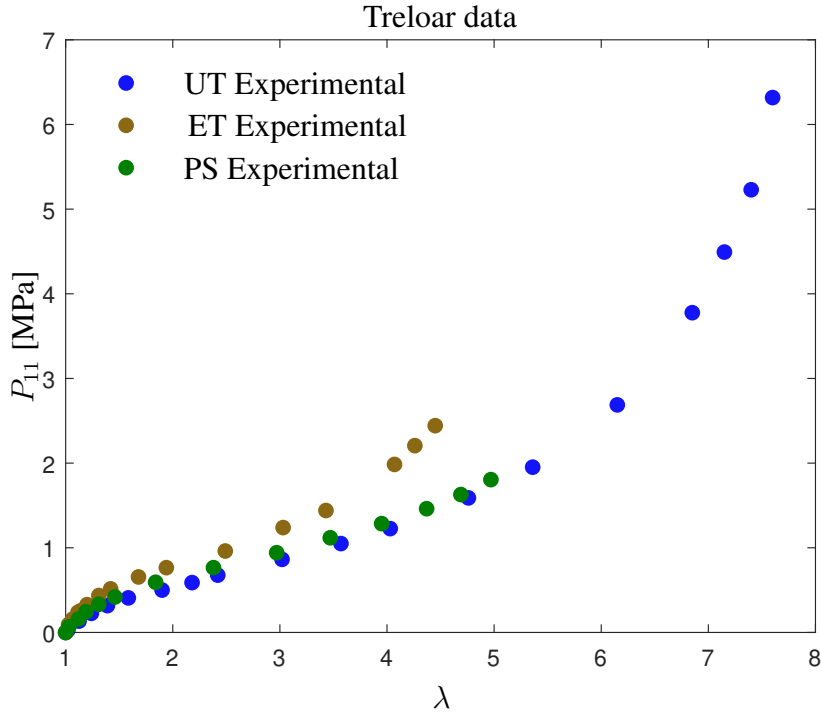 Treloar data
7
6
5
4
3
2
1
0
P₁₁ [MPa]
UT Experimental
ET Experimental
PS Experimental
1 2 3 4 5 6 7 8
λ